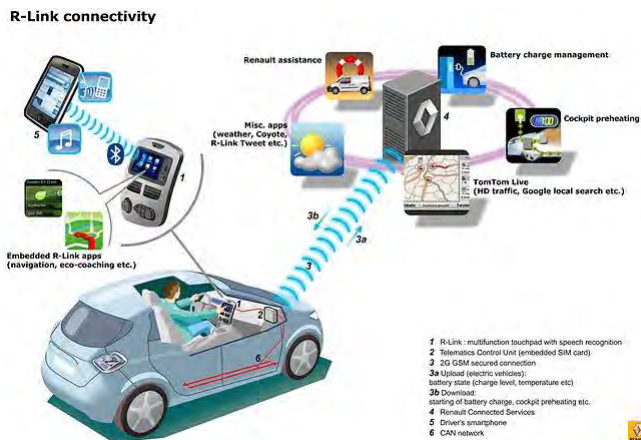 R-Link connectivity
Renault assistance
Battery charge management
4
Cockpit preheating
Misc. apps
(weather, Coyote,
R-Link Tweet etc.)
TomTom Live
(HD traffic, Google local search etc.)
5
1
Embedded R-Link apps
(navigation, eco-coaching etc.)
3b
3a
3
1
2
6
1 R-Link : multifunction touchpad with speech recognition
2 Telematics Control Unit (embedded SIM card)
3 2G GSM secured connection
3a Upload (electric vehicles):
battery state (charge level, temperature etc)
3b Download:
starting of battery charge, cockpit preheating etc.
4 Renault Connected Services
5 Driver's smartphone
6 CAN network